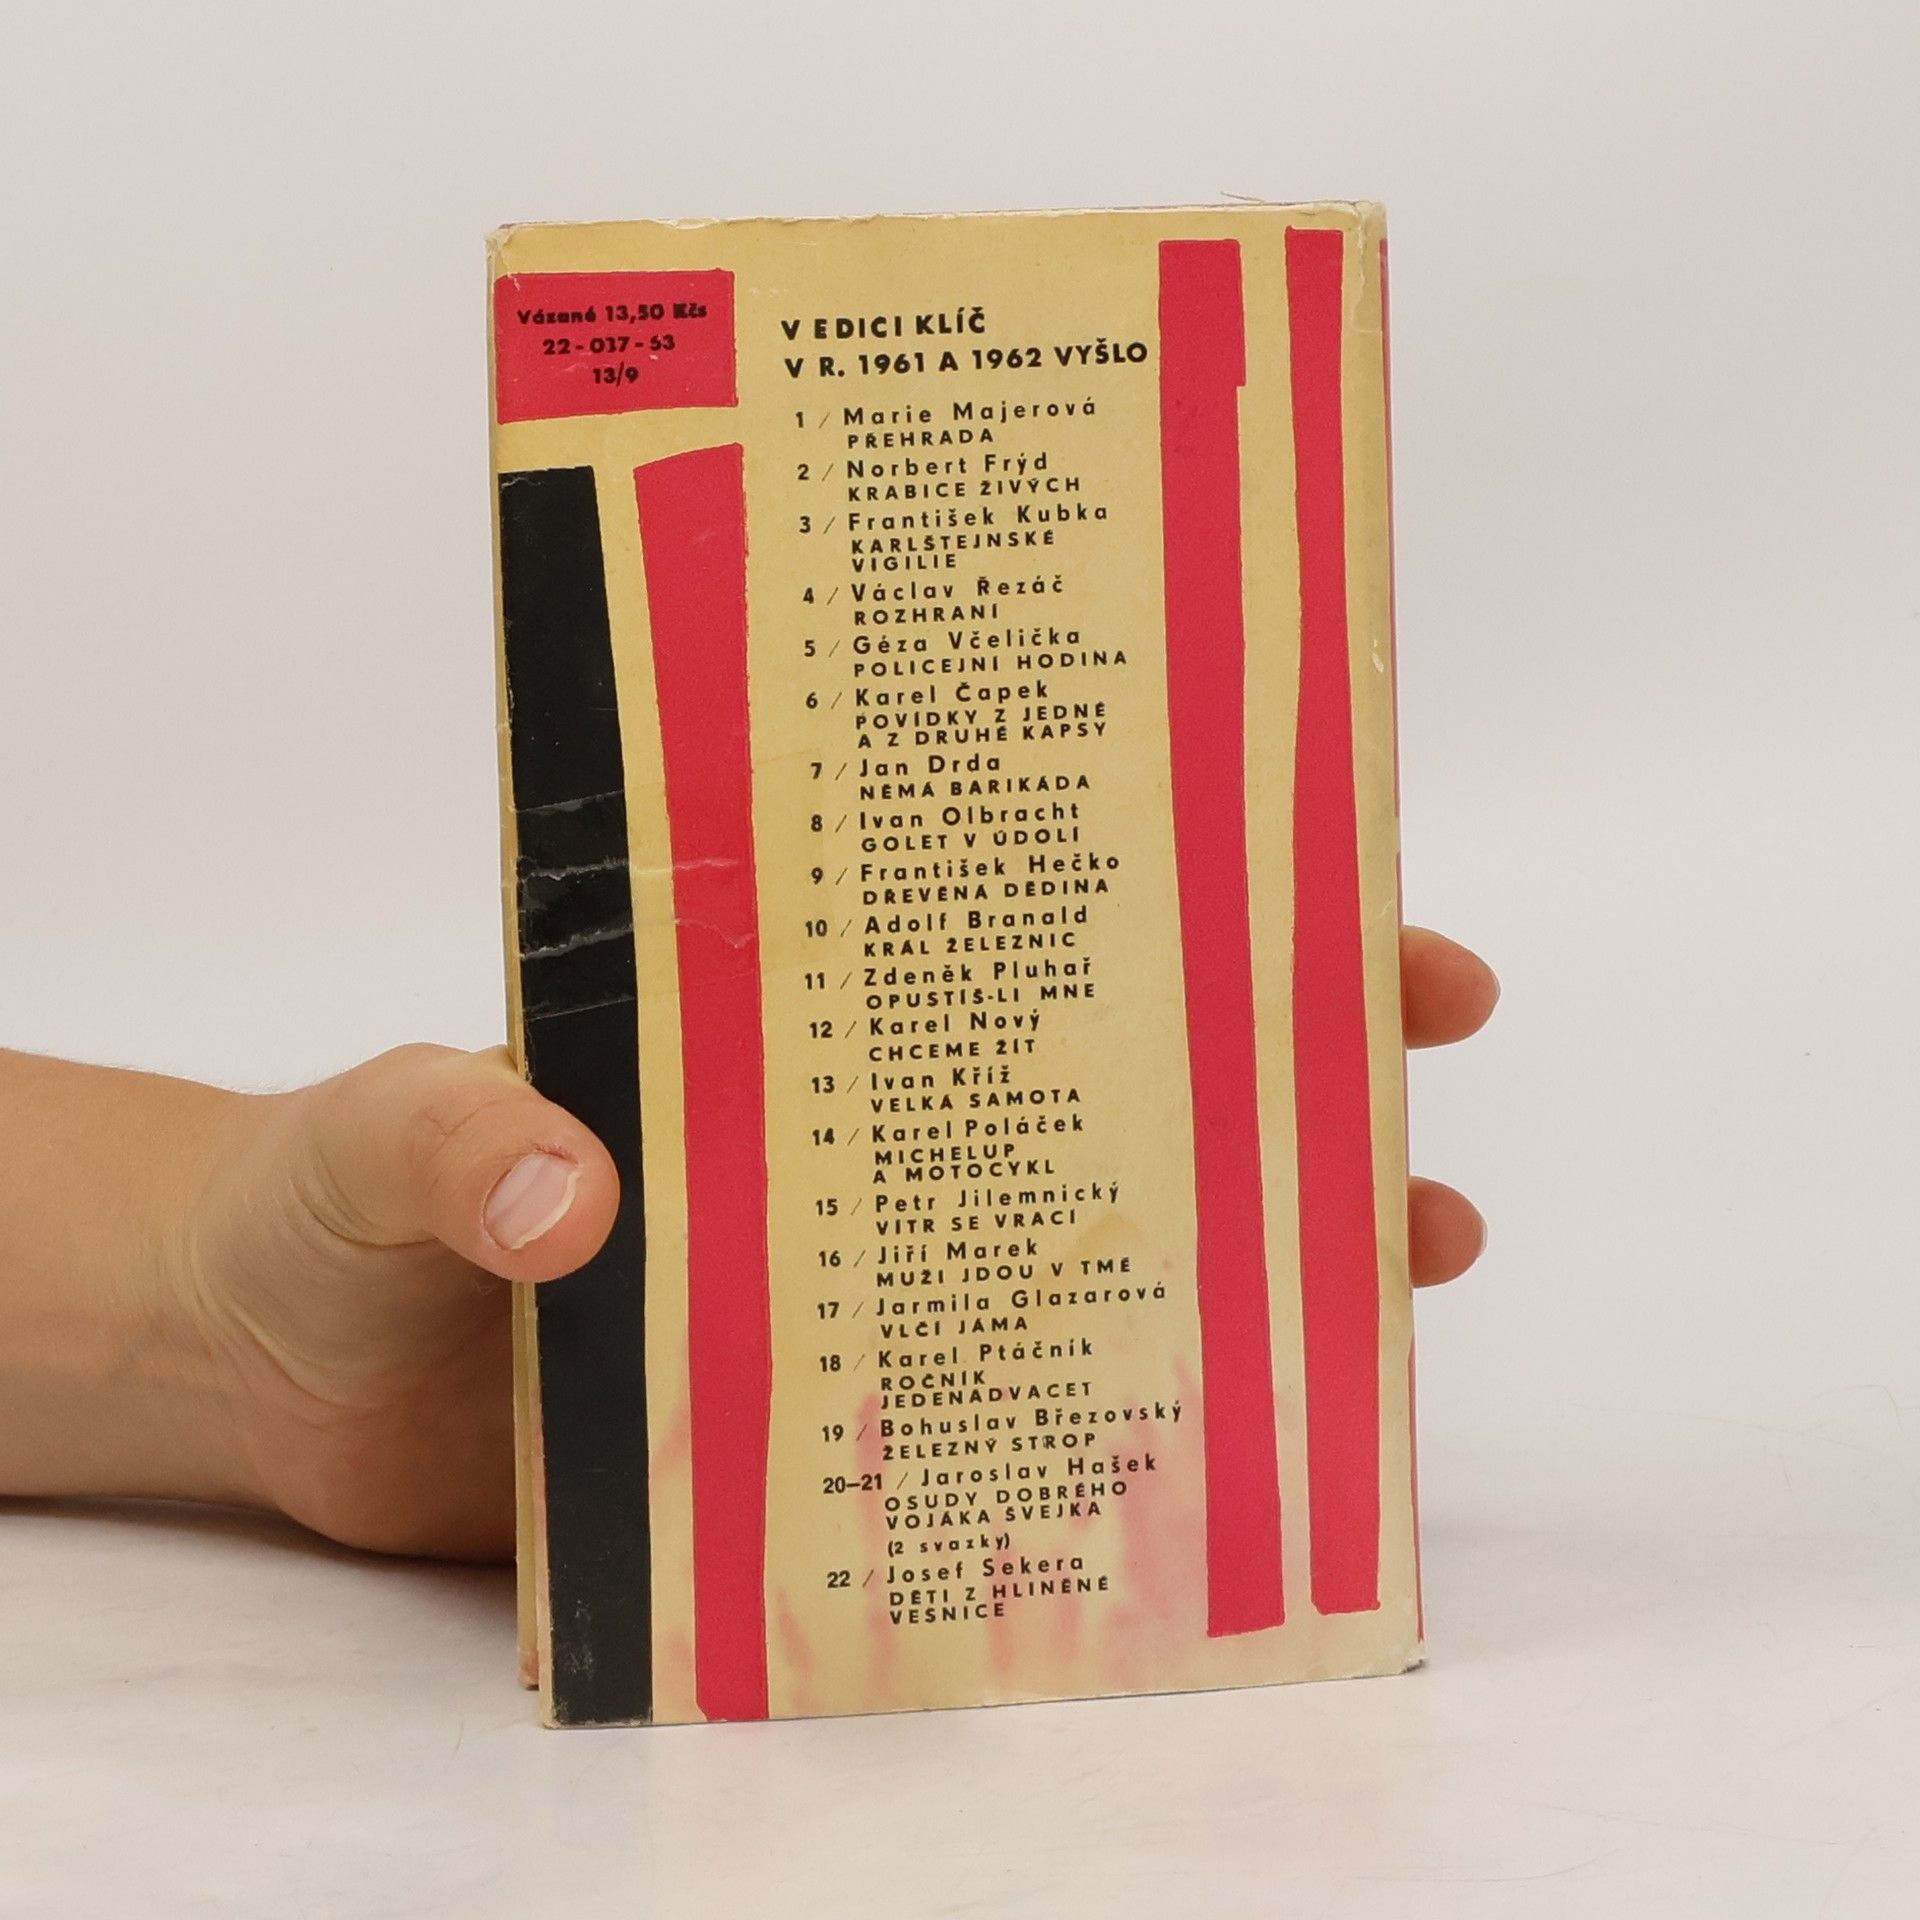 Vázané 13,50 Kčs
22-017-63
13/9
V EDICI KLÍČ
V R. 1961 A 1962 VYŠLO
1 / Marie Majerová
PŘEHRADA
2 / Norbert Frýd
KRABICE ŽIVÝCH
3 / František Kubka
KARLŠTEJNSKÉ
VIGILIE
4 / Václav Řezáč
ROZHRANÍ
5 / Géza Včelička
POLICEJNÍ HODINA
6 / Karel Čapek
POVÍDKY Z JEDNÉ
A Z DRUHÉ KAPSY
7 / Jan Drda
NĚMÁ BARIKÁDA
8 / Ivan Olbracht
GOLET V ÚDOLÍ
9 / František Hečko
DŘEVĚNÁ DĚDINA
10 / Adolf Branald
KRÁL ŽELEZNIC
11 / Zdeněk Pluhař
OPUSTÍŠ-LI MNE
12 / Karel Nový
CHCEME ŽÍT
13 / Ivan Kříž
VELKÁ SAMOTA
14 / Karel Poláček
MICHELUP
A MOTOCYKL
15 / Petr Jilemnický
VÍTR SE VRACÍ
16 / Jiří Marek
MUŽI JDOU V TMĚ
17 / Jarmila Glazarová
VLČÍ JÁMA
18 / Karel Ptáčník
ROČNÍK
JEDENADVACET
19 / Bohuslav Březovský
ŽELEZNÝ STROP
20–21 / Jaroslav Hašek
OSUDY DOBRÉHO
VOJÁKA ŠVEJKA
(2 svazky)
22 / Josef Sekera
DĚTI Z HLINĚNÉ
VESNICE